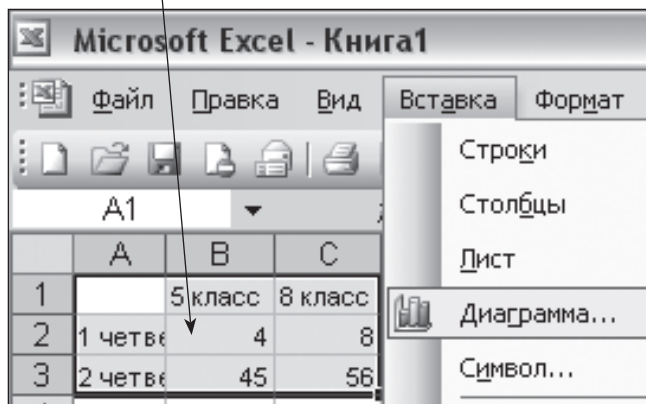 Microsoft Excel - Книга1
Файл Правка Вид Вставка Формат
Строки
A1
Столбцы
A B C
Лист
1 5 класс 8 класс
Диаграмма...
2 1 четве 4 8
3 2 четве 45 56
Символ...